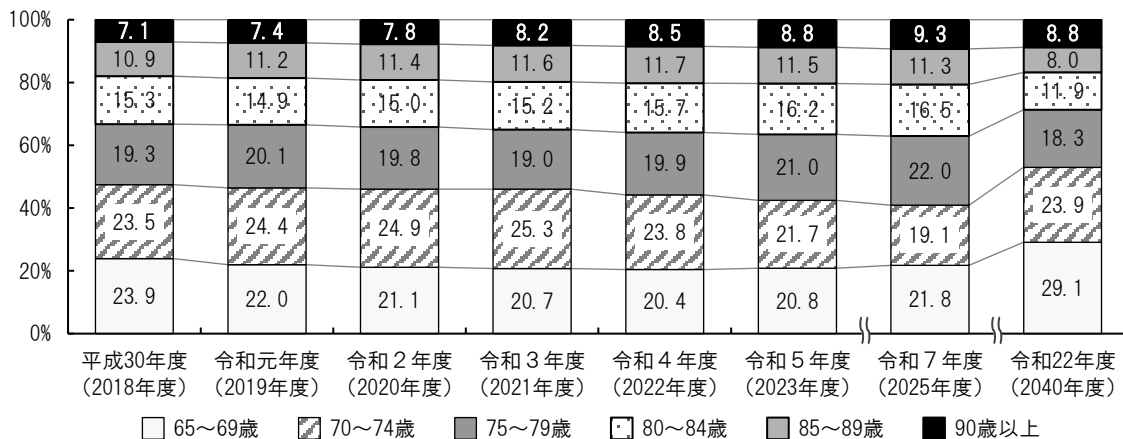 100%
7.1 7.4 7.8 8.2 8.5 8.8 9.3 8.8
10.9 11.2 11.4 11.6 11.7 11.5 11.3 8.0
80%
15.3 14.9 15.0 15.2 15.7 16.2 16.5 11.9
60%
19.3 20.1 19.8 19.0 19.9 21.0 22.0 18.3
40%
23.5 24.4 24.9 25.3 23.8 21.7 19.1 23.9
20%
23.9 22.0 21.1 20.7 20.4 20.8 21.8 29.1
0%
平成30年度 令和元年度 令和２年度 令和３年度 令和４年度 令和５年度 令和７年度 令和22年度
（2018年度） （2019年度） （2020年度） （2021年度） （2022年度） （2023年度） （2025年度） （2040年度）
65～69歳 70～74歳 75～79歳 80～84歳 85～89歳 90歳以上